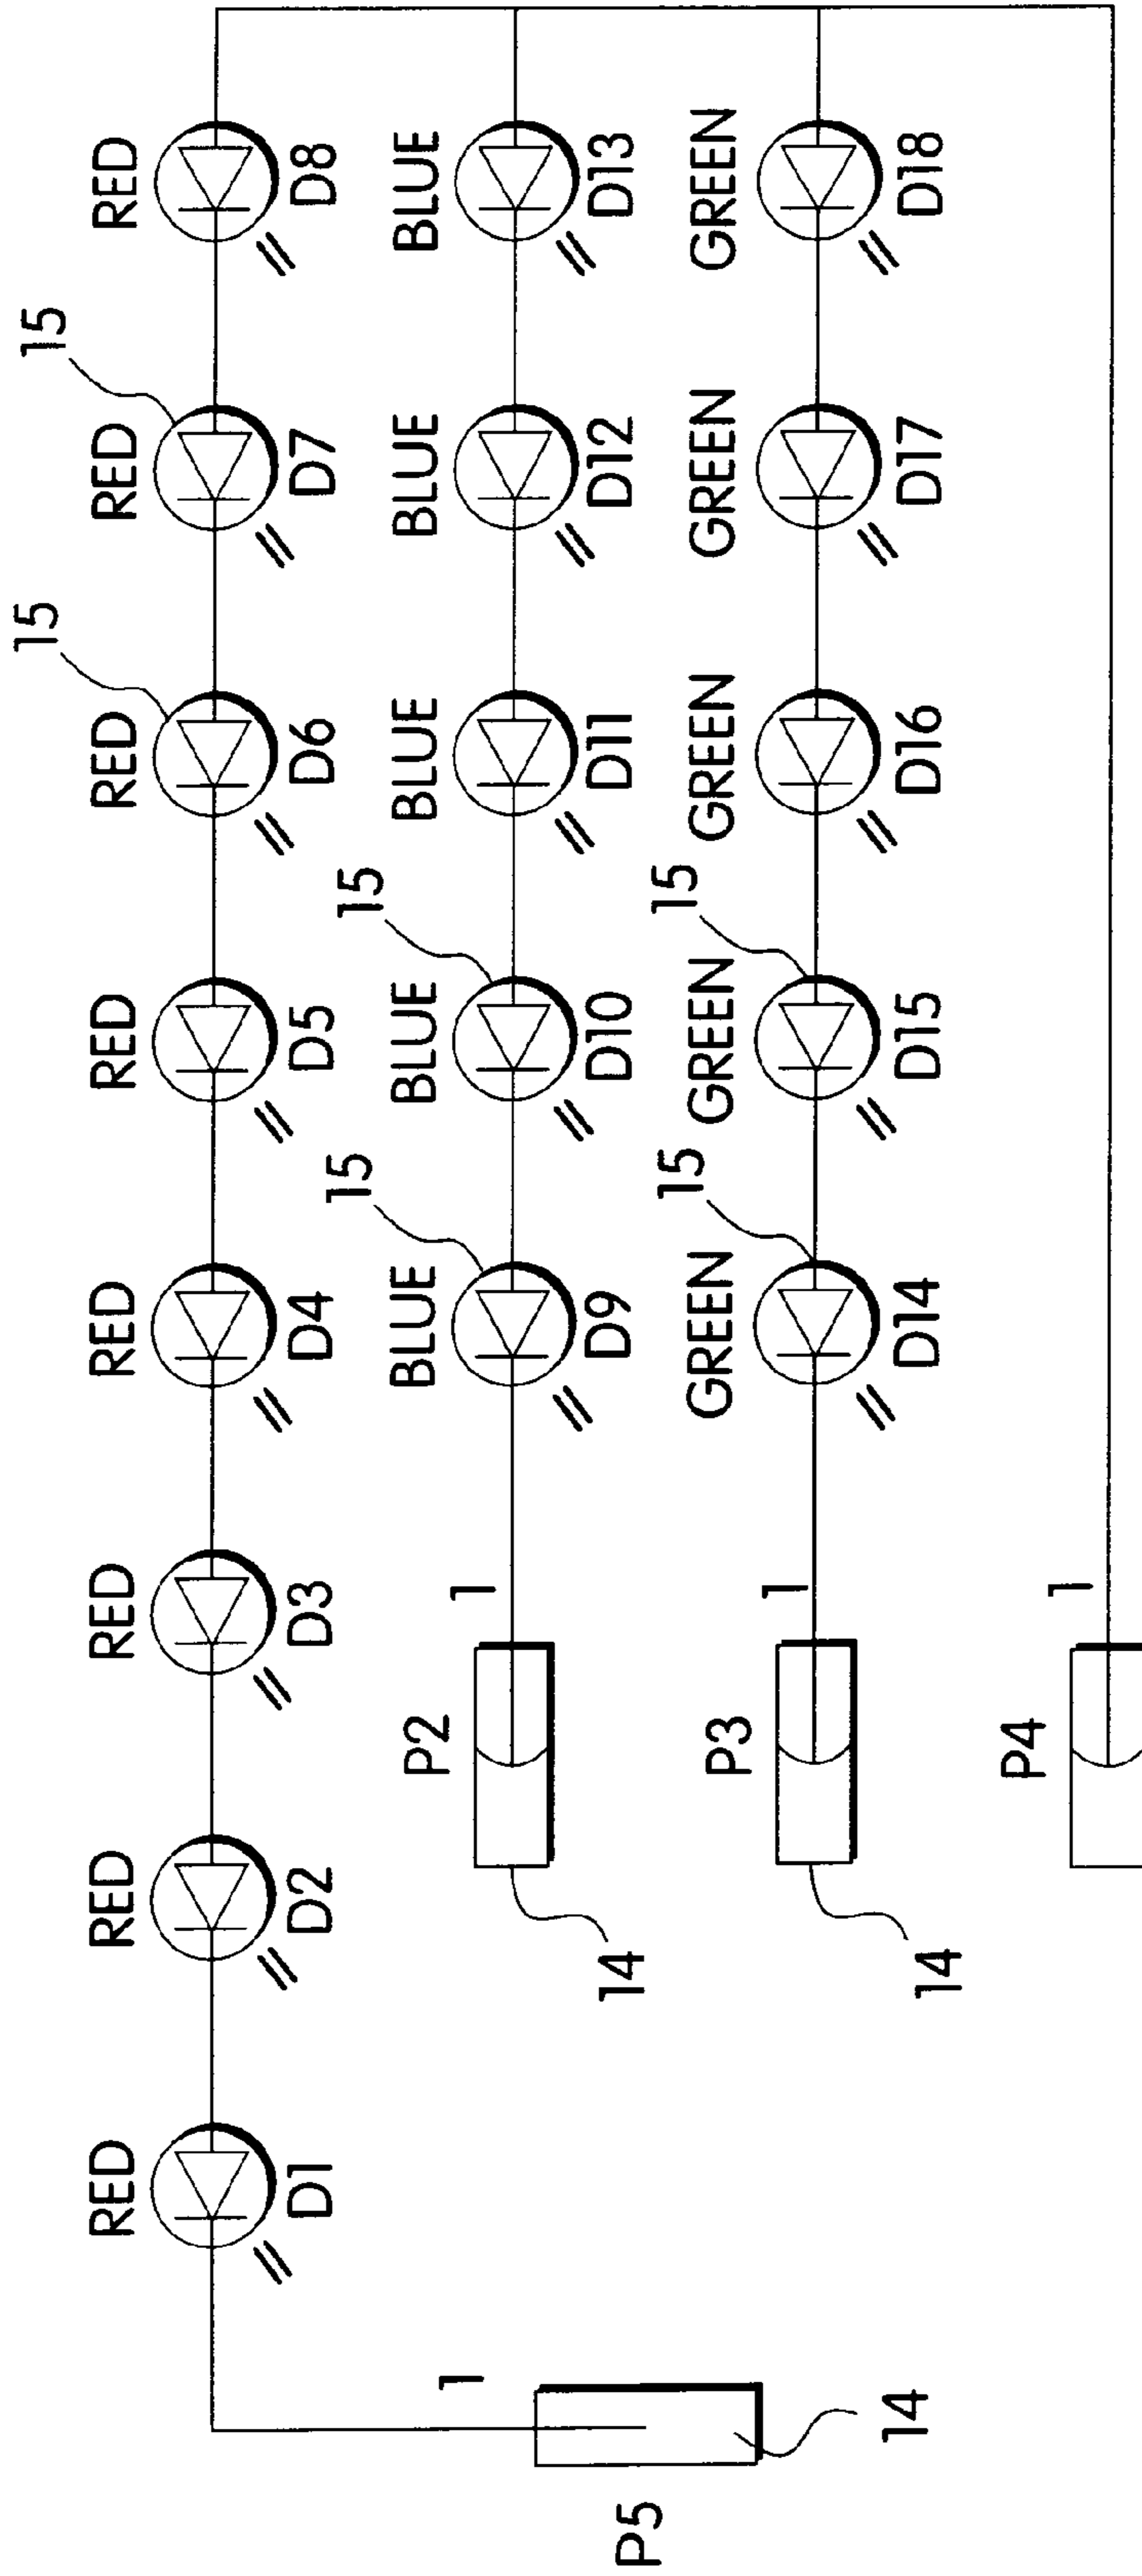 15 15
RED RED RED RED RED RED RED RED
D1 D2 D3 D4 D5 D6 D7 D8
15 15
BLUE BLUE BLUE BLUE BLUE
1 P2 1
D9 D10 D11 D12 D13
P5 14
15 15
GREEN GREEN GREEN GREEN GREEN
P3 1
14 14 D14 D15 D16 D17 D18
P4 1